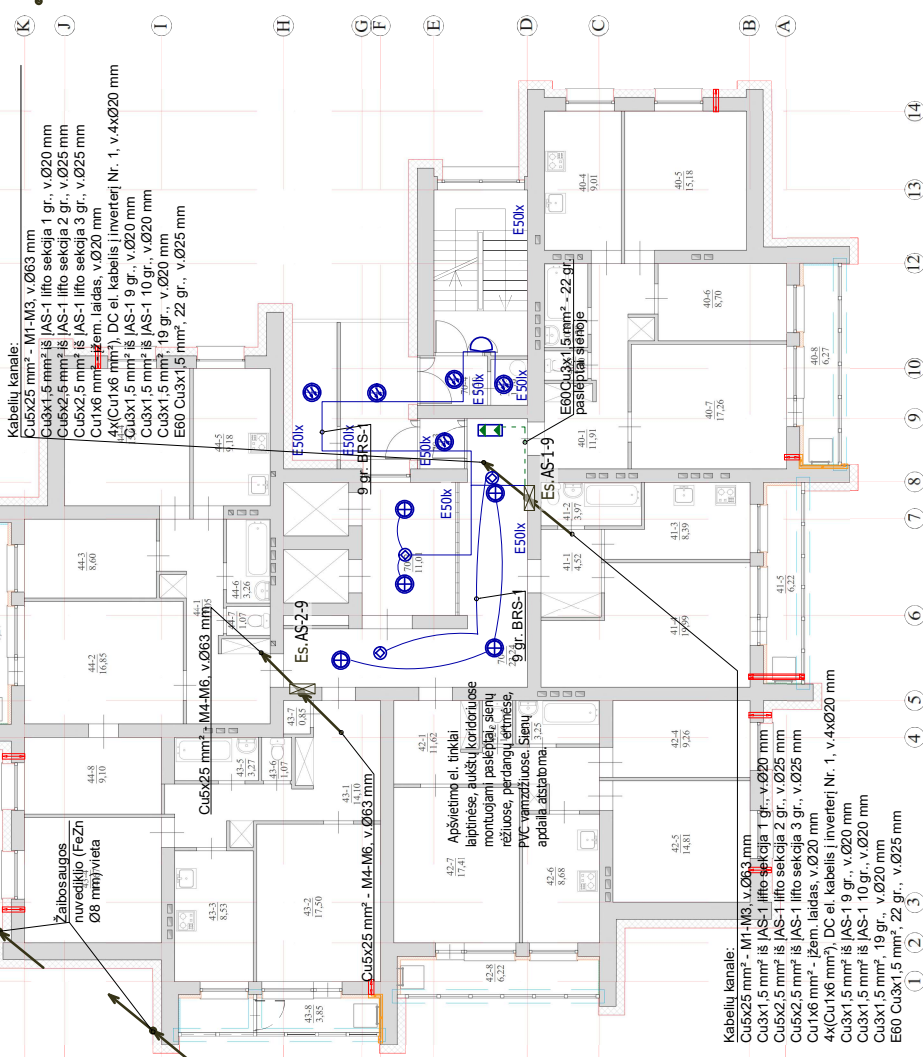 K
J
I
H
G
F
E
D
C
B
A
Kabelių kanale:
Cu5x25 mm² - M1-M3, v.Ø63 mm
Cu3x1,5 mm² iš ĮAS-1 lifto sekcija 1 gr., v.Ø20 mm
Cu5x2,5 mm² iš ĮAS-1 lifto sekcija 2 gr., v.Ø25 mm
Cu5x2,5 mm² iš ĮAS-1 lifto sekcija 3 gr., v.Ø25 mm
Cu1x6 mm² - įžem. laidas, v.Ø20 mm
4x(Cu1x6 mm²), DC el. kabelis į inverterį Nr. 1, v.4xØ20 mm
Cu3x1,5 mm² iš ĮAS-1 9 gr., v.Ø20 mm
Cu3x1,5 mm² iš ĮAS-1 10 gr., v.Ø20 mm
Cu3x1,5 mm², 19 gr., v.Ø20 mm
E60 Cu3x1,5 mm², 22 gr., v.Ø25 mm
14
13
12
11
10
9
8
7
6
5
4
3
2
1
40-4
9,01
40-5
15,18
40-6
8,70
40-8
6,27
40-7
17,26
40-1
11,91
E60 Cu3x1,5 mm² - 22 gr.,
paslėptai sienoje
E50lx
E50lx
E50lx
E50lx
E50lx
E50lx
E50lx
E50lx
9 gr. BRS-1
9 gr. BRS-1
Es.AS-1-9
Es.AS-2-9
11,01
44-5
9,18
44-3
8,60
44-6
3,26
44-7
1,07
44-1
44-2
16,85
44-8
9,10
41-2
3,97
41-3
8,39
41-1
4,52
41-4
19,99
41-5
6,22
43-7
0,85
43-5
3,27
43-6
1,07
43-1
14,10
43-3
8,53
43-2
17,50
43-8
3,85
Cu5x25 mm² - M4-M6, v.Ø63 mm
Cu5x25 mm² - M4-M6, v.Ø63 mm
Žaibosaugos
nuvediklio (FeZn
Ø8 mm) vieta
42-1
11,62
3,25
42-4
9,26
42-5
14,81
42-6
8,68
42-7
17,41
42-8
6,22
Apšvietimo el. tinklai
laiptinėse, aukštų koridoriuose
montuojami paslėptai, sienų
rėžiuose, perdangų ertmėse,
PVC vamzdžiuose. Sienų
apdaila atstatoma.
Kabelių kanale:
Cu5x25 mm² - M1-M3, v.Ø63 mm
Cu3x1,5 mm² iš ĮAS-1 lifto sekcija 1 gr., v.Ø20 mm
Cu5x2,5 mm² iš ĮAS-1 lifto sekcija 2 gr., v.Ø25 mm
Cu5x2,5 mm² iš ĮAS-1 lifto sekcija 3 gr., v.Ø25 mm
Cu1x6 mm² - įžem. laidas, v.Ø20 mm
4x(Cu1x6 mm²), DC el. kabelis į inverterį Nr. 1, v.4xØ20 mm
Cu3x1,5 mm² iš ĮAS-1 9 gr., v.Ø20 mm
Cu3x1,5 mm² iš ĮAS-1 10 gr., v.Ø20 mm
Cu3x1,5 mm², 19 gr., v.Ø20 mm
E60 Cu3x1,5 mm², 22 gr., v.Ø25 mm